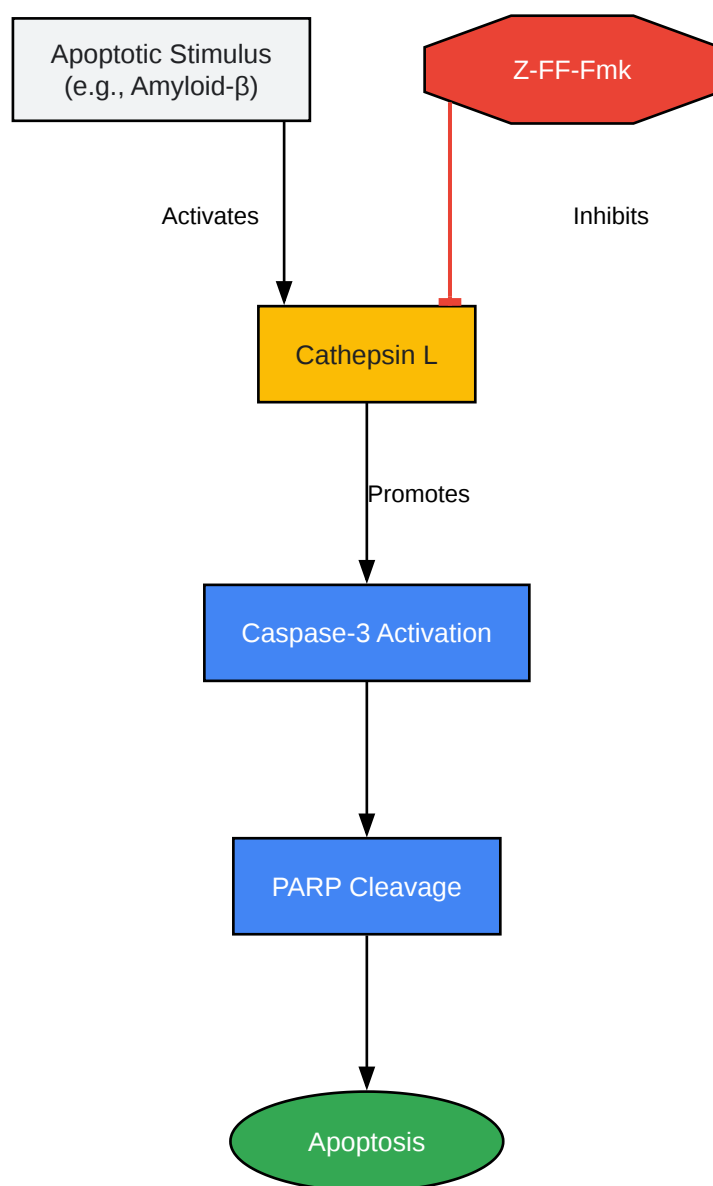 Apoptotic Stimulus
(e.g., Amyloid-β)
Z-FF-Fmk
Activates
Inhibits
Cathepsin L
Promotes
Caspase-3 Activation
PARP Cleavage
Apoptosis